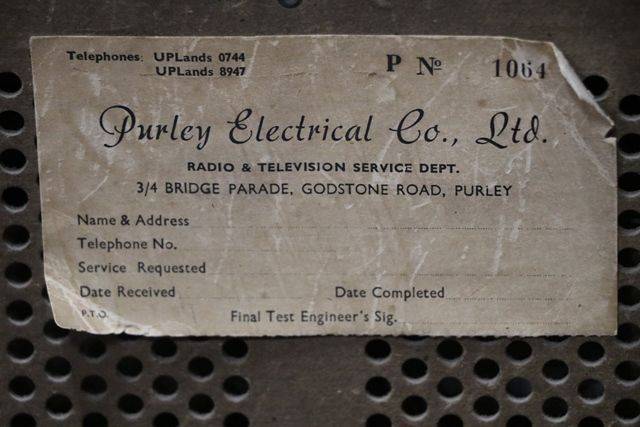 Telephones: UPLands 0744
UPLands 8947
P No 1064
Purley Electrical Co., Ltd.
RADIO & TELEVISION SERVICE DEPT.
3/4 BRIDGE PARADE, GODSTONE ROAD, PURLEY
Name & Address
Telephone No.
Service Requested
Date Received Date Completed
P.T.O. Final Test Engineer's Sig.